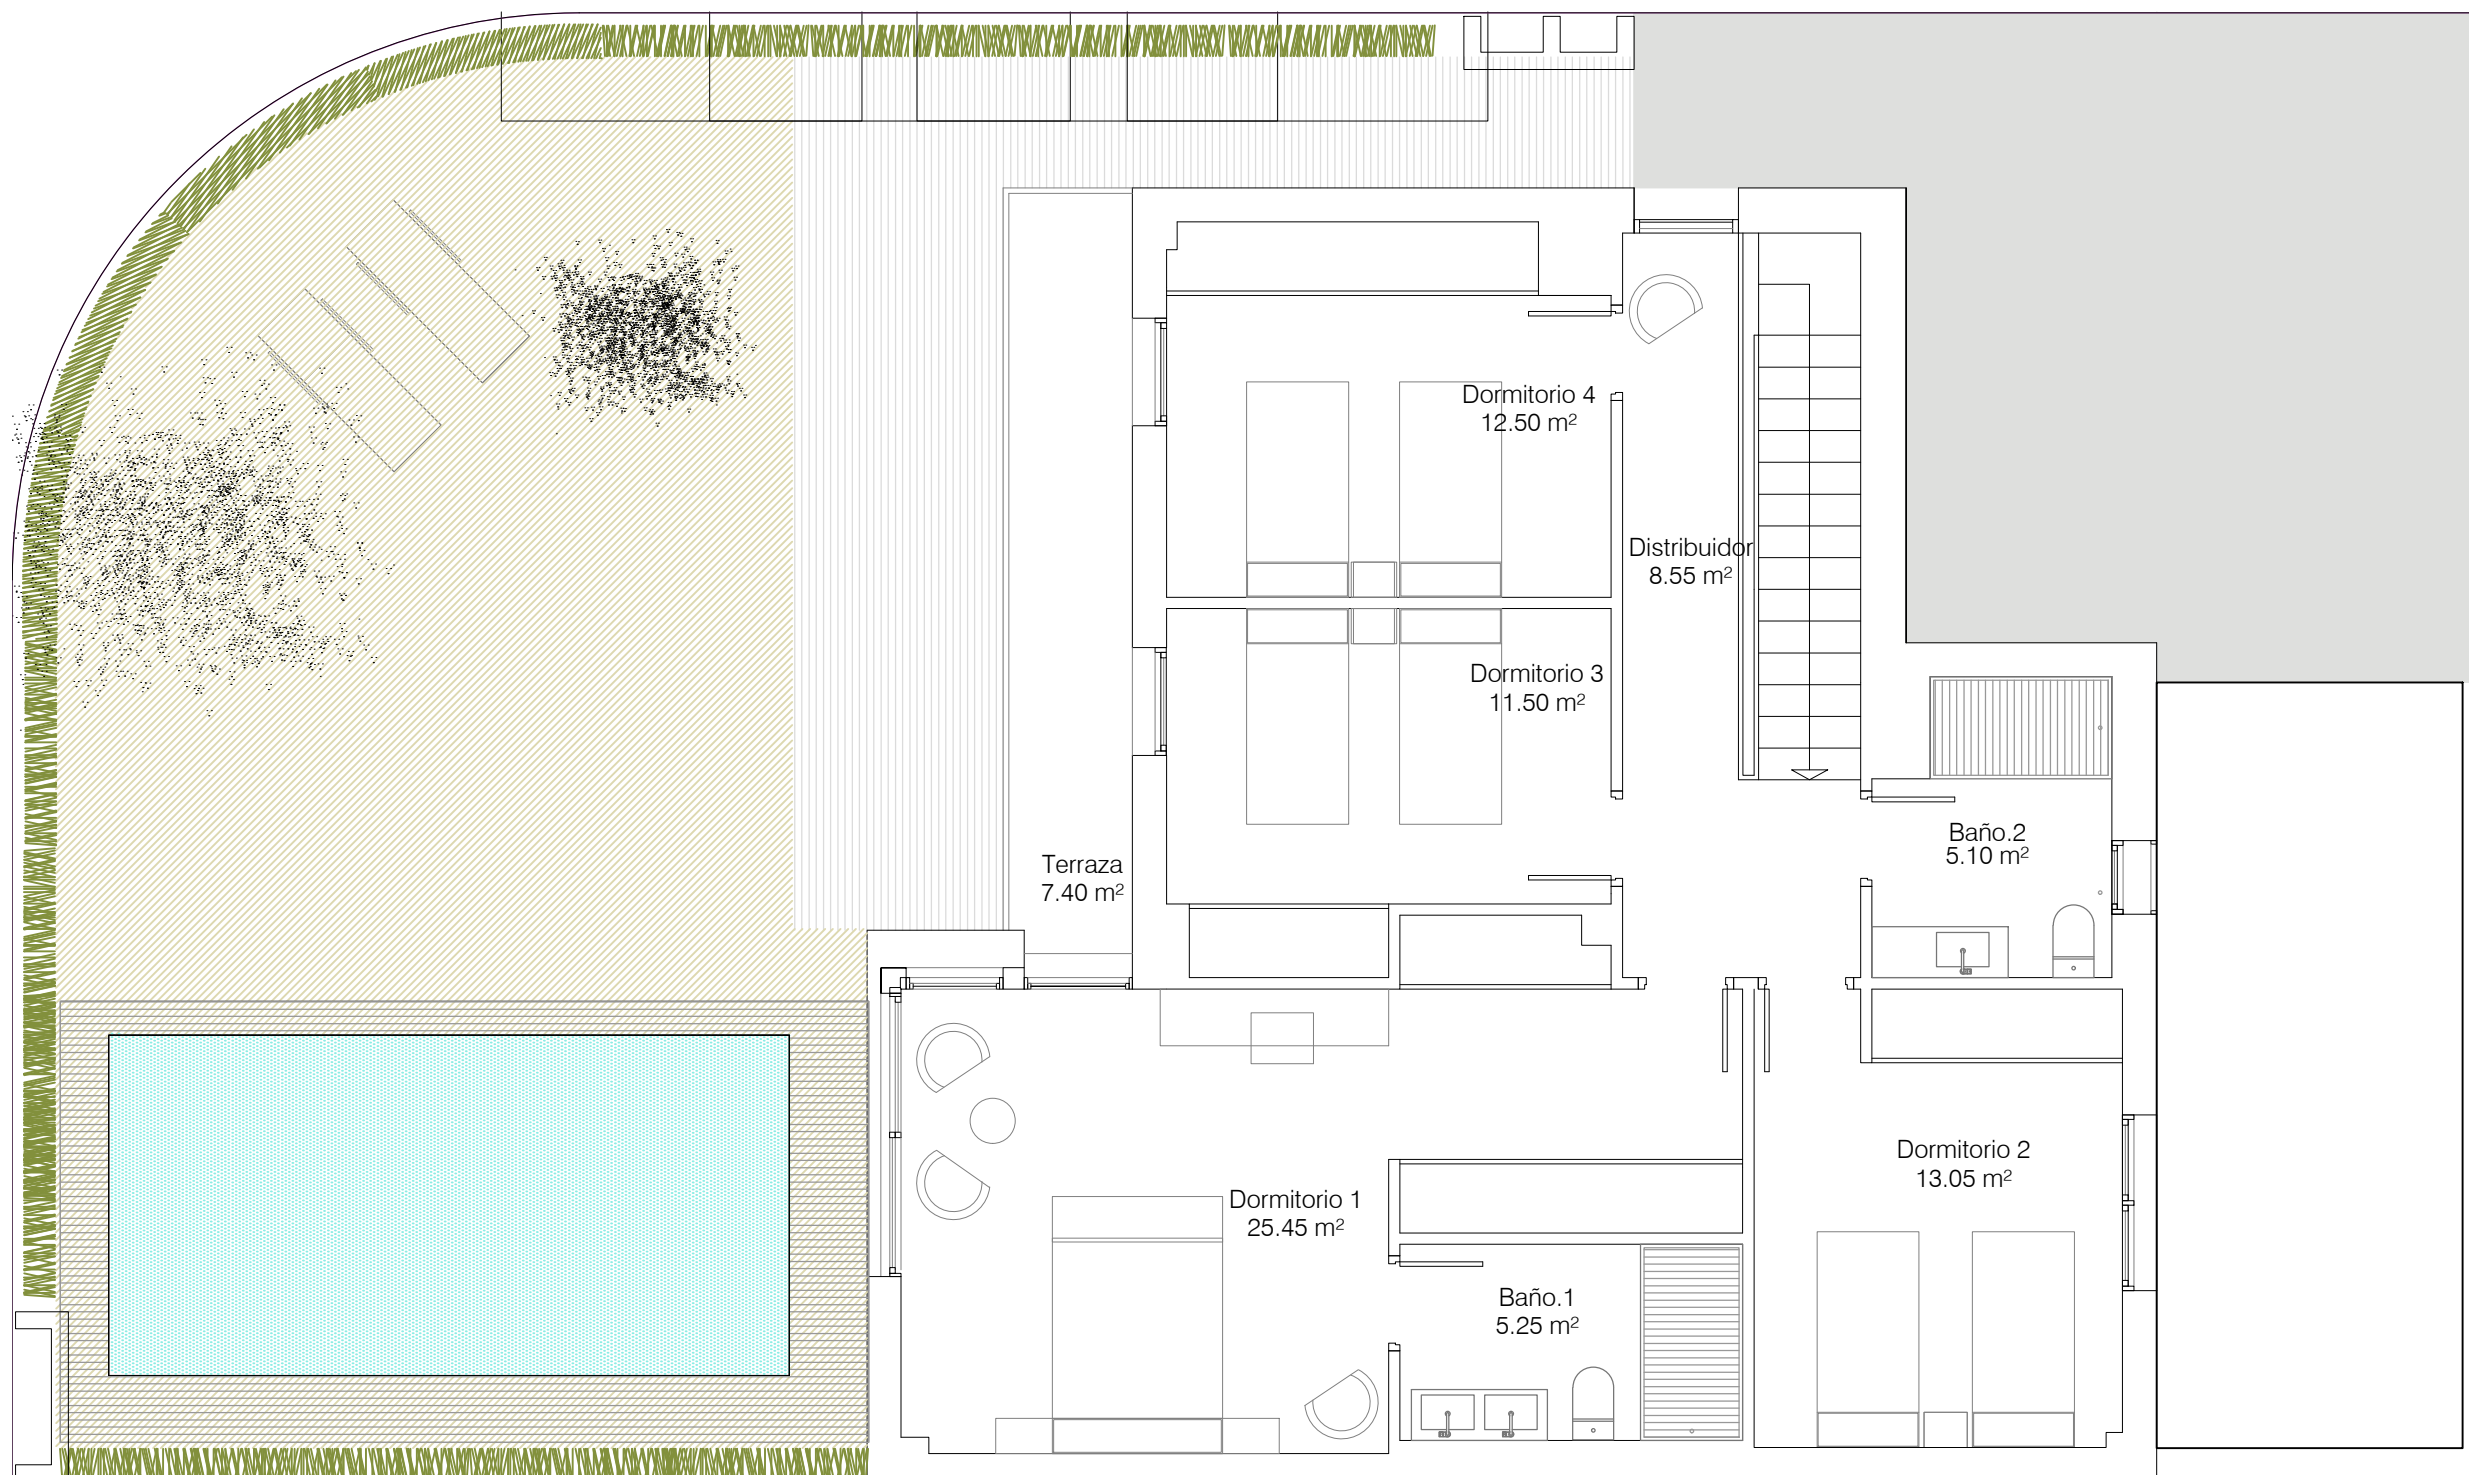 Dormitorio 4
12.50 m²
Distribuidor
8.55 m²
Dormitorio 3
11.50 m²
Baño.2
5.10 m²
Terraza
7.40 m²
Dormitorio 2
13.05 m²
Dormitorio 1
25.45 m²
Baño.1
5.25 m²